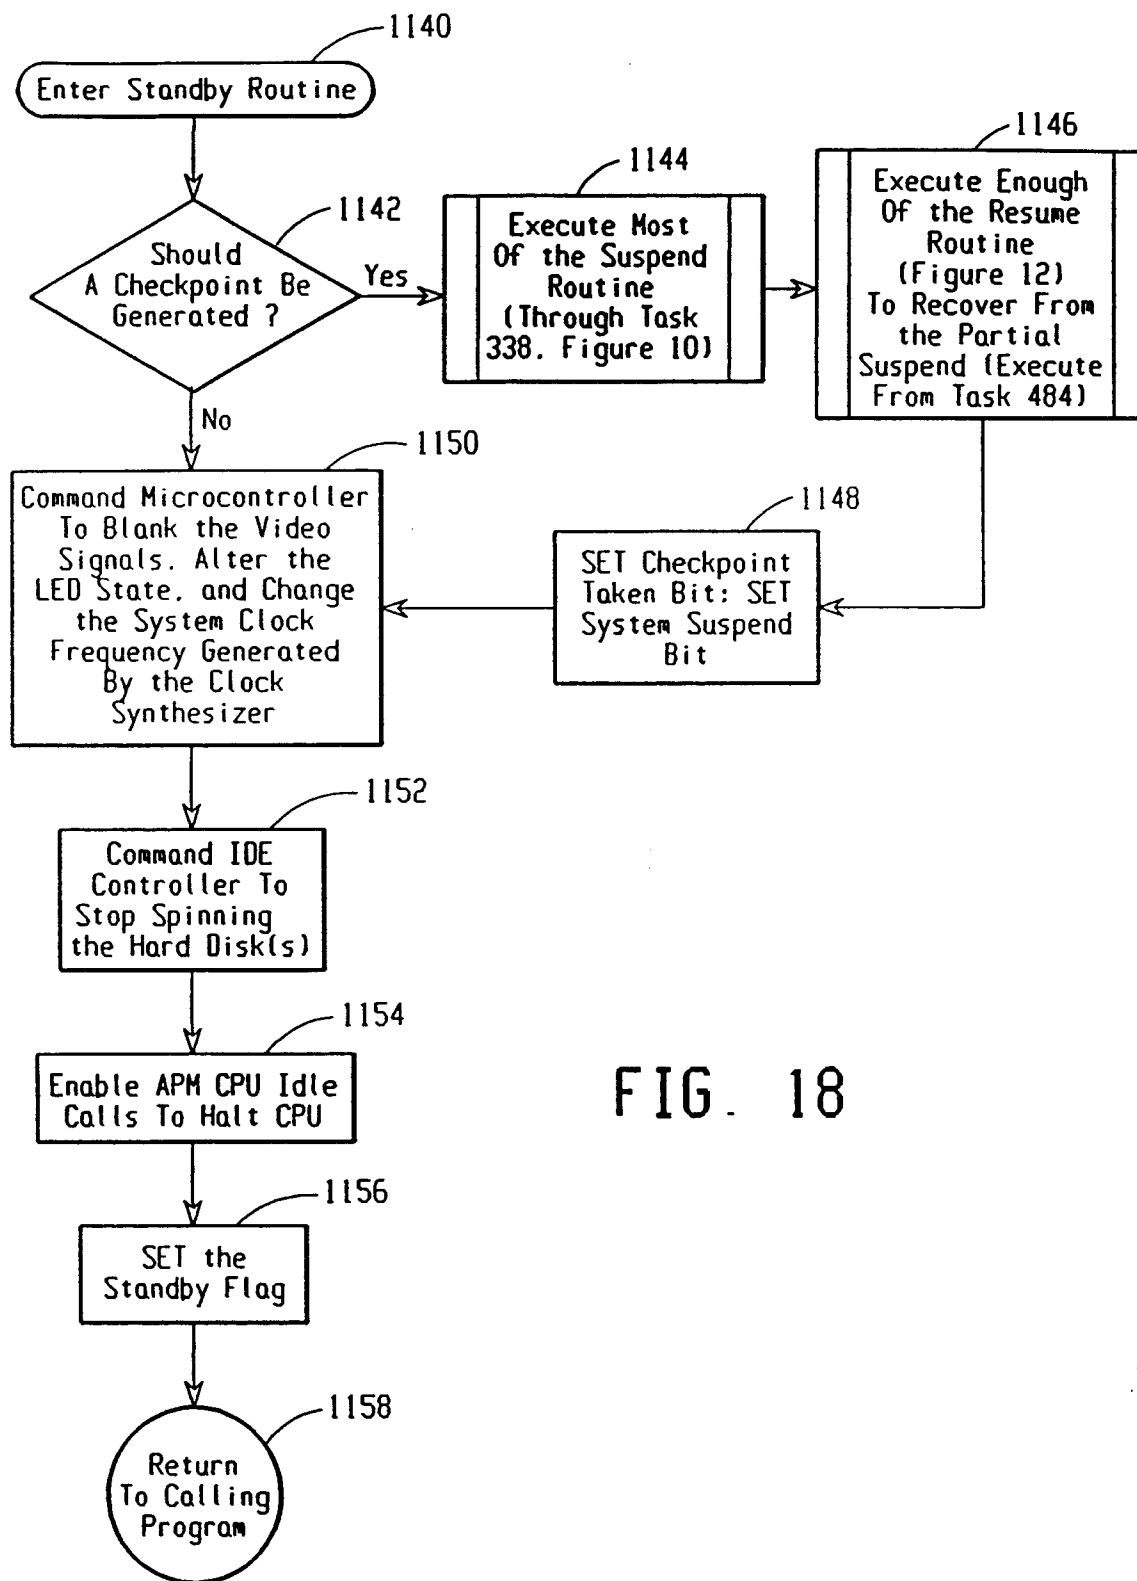 1140
Enter Standby Routine
1142
Should
A Checkpoint Be
Generated ?
Yes
No
1144
Execute Most
Of the Suspend
Routine
(Through Task
338. Figure 10)
1146
Execute Enough
Of the Resume
Routine
(Figure 12)
To Recover From
the Partial
Suspend (Execute
From Task 484)
1148
SET Checkpoint
Taken Bit: SET
System Suspend
Bit
1150
Command Microcontroller
To Blank the Video
Signals. Alter the
LED State. and Change
the System Clock
Frequency Generated
By the Clock
Synthesizer
1152
Command IDE
Controller To
Stop Spinning
the Hard Disk(s)
1154
Enable APM CPU Idle
Calls To Halt CPU
1156
SET the
Standby Flag
1158
Return
To Calling
Program
FIG. 18